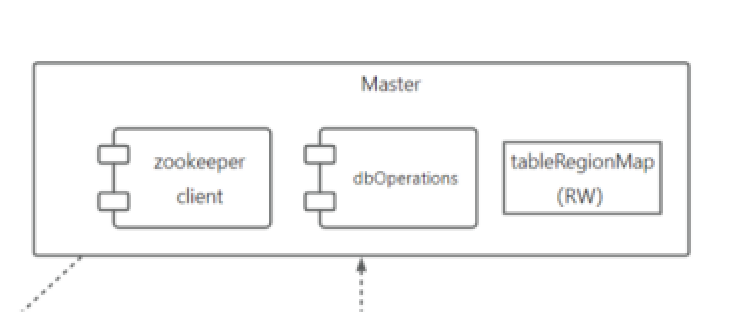 Master
zookeeper
client
dbOperations
tableRegionMap
(RW)